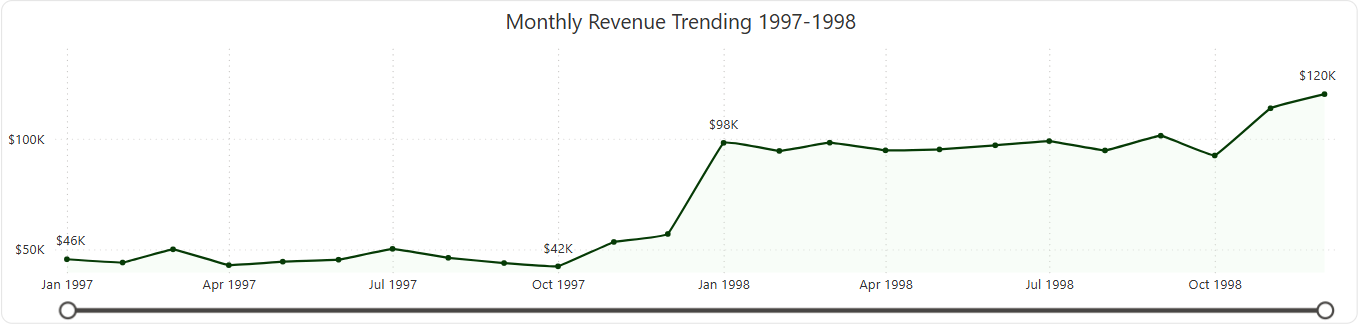 Monthly Revenue Trending 1997-1998
$120K
$98K
$100K
$46K
$42K
$50K
Jan 1997 Apr 1997 Jul 1997 Oct 1997 Jan 1998 Apr 1998 Jul 1998 Oct 1998